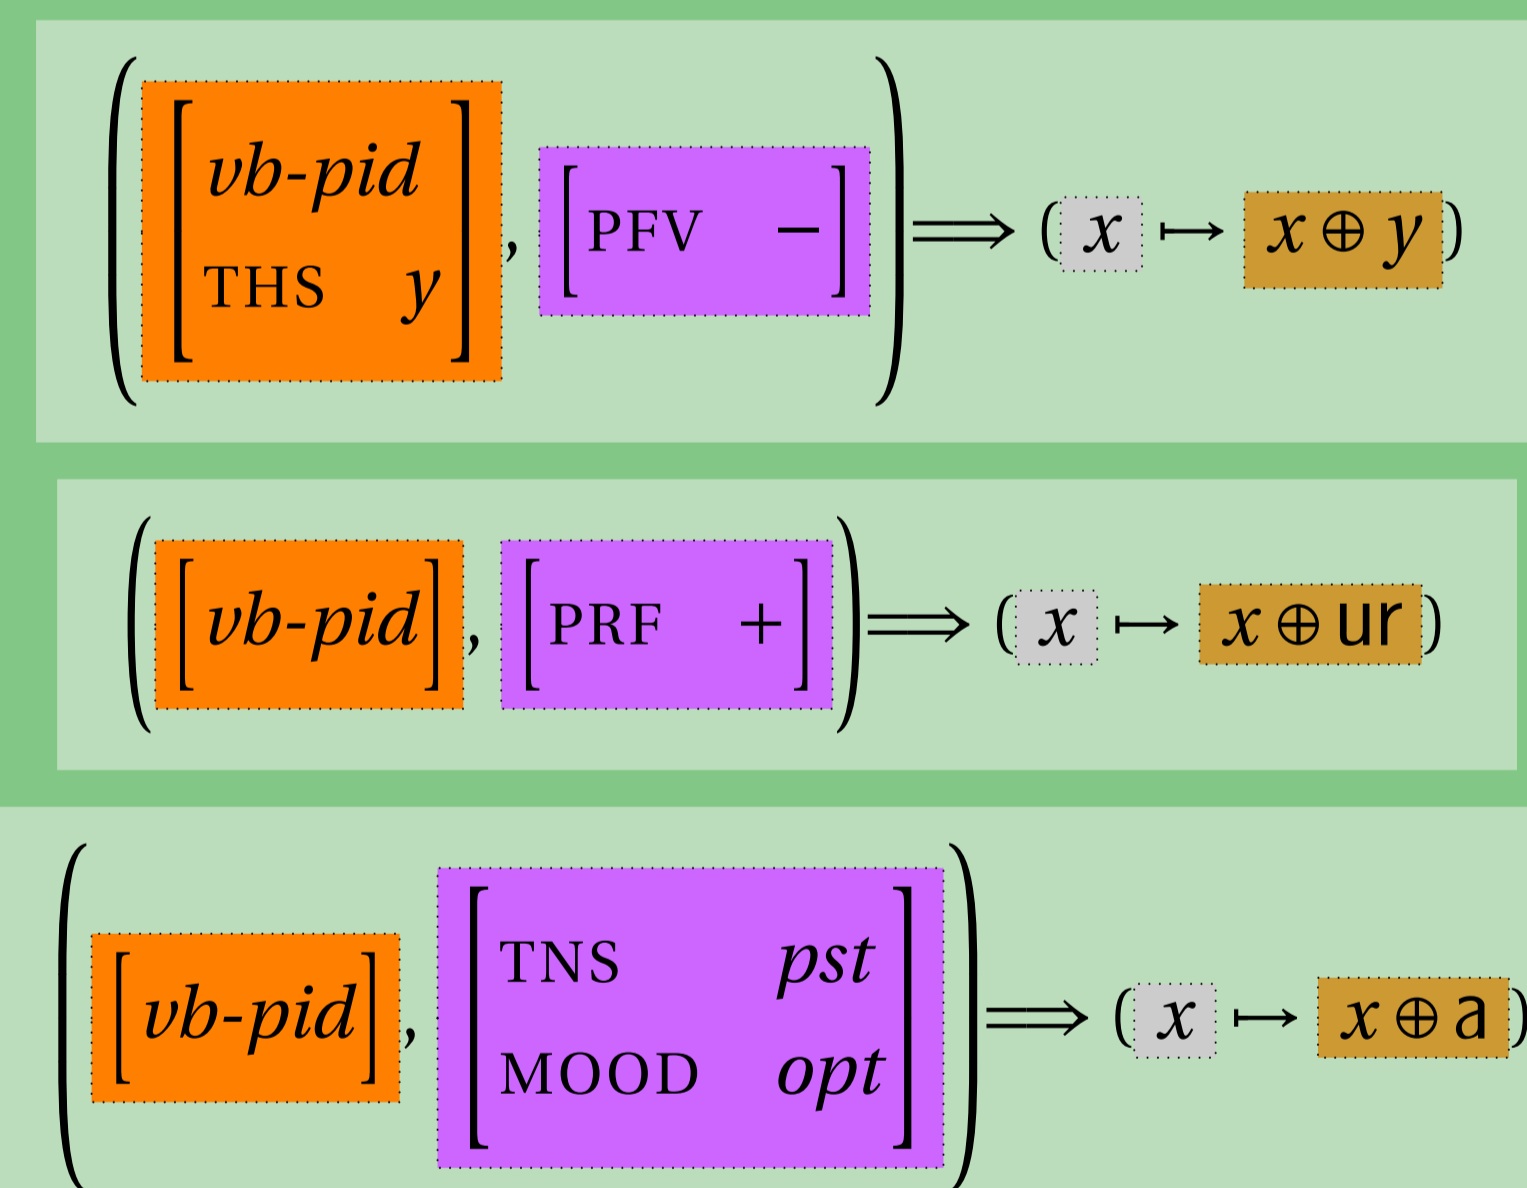 ([vb-pid THS y], [PFV −]) ⟹ (x ↦ x ⊕ y)
([vb-pid], [PRF +]) ⟹ (x ↦ x ⊕ ur)
([vb-pid], [TNS pst MOOD opt]) ⟹ (x ↦ x ⊕ a)